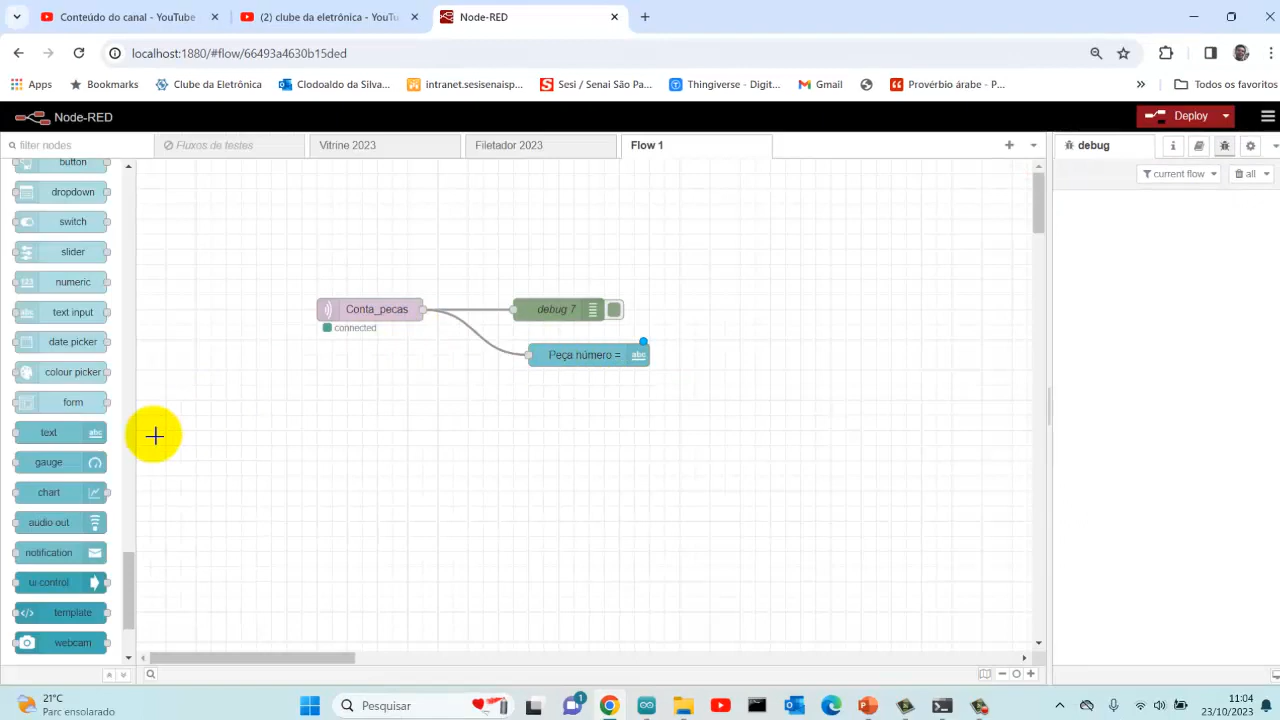 Conteúdo do canal - YouTube
(2) clube da eletrônica - YouTu
Node-RED
localhost:1880/#flow/66493a4630b15ded
Apps
Bookmarks
Clube da Eletrônica
Clodoaldo da Silva...
intranet.sesisenaisp...
Sesi / Senai São Pa...
Thingiverse - Digit...
Gmail
Provérbio árabe - P...
»
Todos os favoritos
Node-RED
Deploy
filter nodes
Fluxos de testes
Vitrine 2023
Filetador 2023
Flow 1
debug
current flow
all
button
dropdown
switch
slider
numeric
text input
date picker
colour picker
form
text
gauge
chart
audio out
notification
ui control
template
webcam
Conta_pecas
connected
debug 7
Peça número =
abc
21°C
Parc ensolarado
Pesquisar
1
11:04
23/10/2023